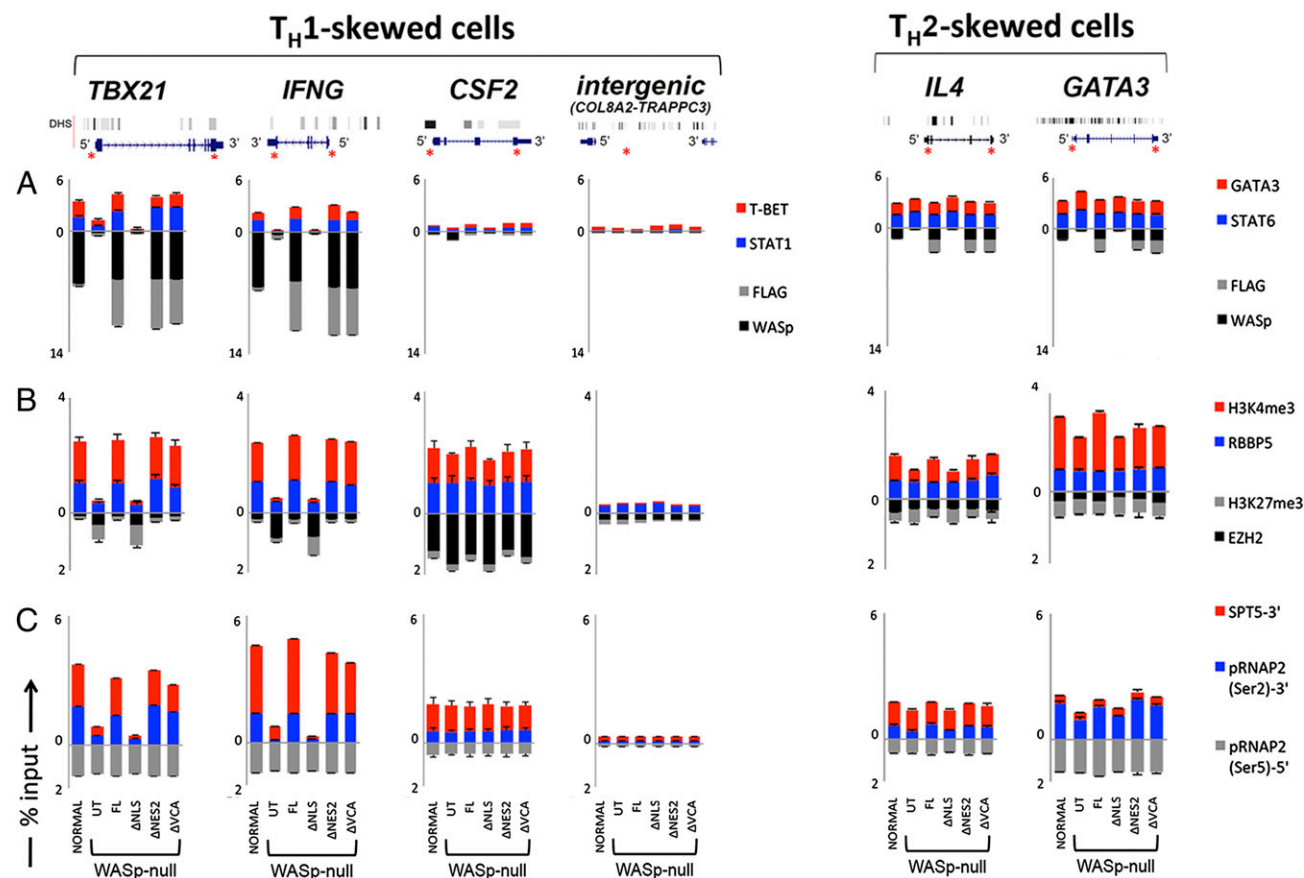 TH1-skewed cells
TH2-skewed cells
TBX21
IFNG
CSF2
intergenic
(COL8A2-TRAPPC3)
IL4
GATA3
DHS
5' 3'
* *
3' 5'
* *
5' 3'
* *
5' 3'
*
5' 3'
* *
5' 3'
* *
A
6
0
14
6
0
14
6
0
14
6
0
14
T-BET
STAT1
FLAG
WASp
6
0
14
6
0
14
GATA3
STAT6
FLAG
WASp
B
4
0
2
4
0
2
4
0
2
4
0
2
4
0
2
4
0
2
H3K4me3
RBBP5
H3K27me3
EZH2
C
6
0
2
6
0
2
6
0
2
6
0
2
6
0
2
6
0
2
SPT5-3'
pRNAP2
(Ser2)-3'
pRNAP2
(Ser5)-5'
% input
NORMAL UT FL ΔNLS ΔNES2 ΔVCA
WASp-null
NORMAL UT FL ΔNLS ΔNES2 ΔVCA
WASp-null
NORMAL UT FL ΔNLS ΔNES2 ΔVCA
WASp-null
NORMAL UT FL ΔNLS ΔNES2 ΔVCA
WASp-null
NORMAL UT FL ΔNLS ΔNES2 ΔVCA
WASp-null
NORMAL UT FL ΔNLS ΔNES2 ΔVCA
WASp-null